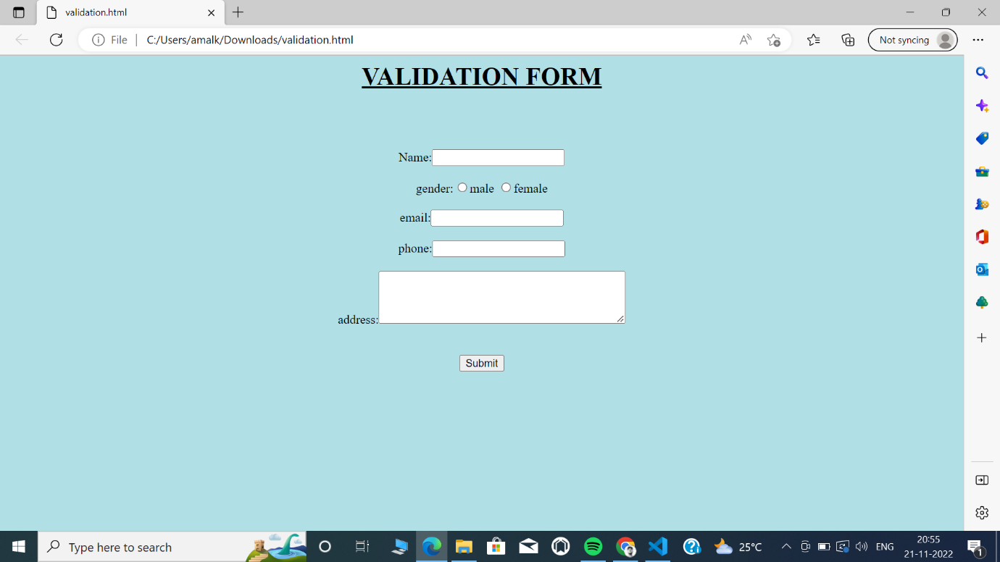 validation.html
File
C:/Users/amalk/Downloads/validation.html
Not syncing
VALIDATION FORM
Name:
gender: male female
email:
phone:
address:
Submit
Type here to search
25°C
ENG
20:55
21-11-2022
1